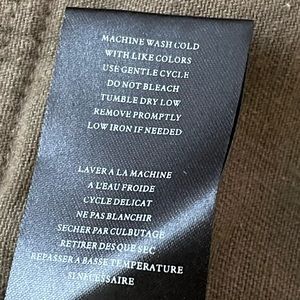 MACHINE WASH COLD
WITH LIKE COLORS
USE GENTLE CYCLE
DO NOT BLEACH
TUMBLE DRY LOW
REMOVE PROMPTLY
LOW IRON IF NEEDED
LAVER A LA MACHINE
A L'EAU FROIDE
CYCLE DELICAT
NE PAS BLANCHIR
SECHER PAR CULBUTAGE
RETIRER DES QUE SEC
REPASSER A BASSE TEMPERATURE
SI NECESSAIRE